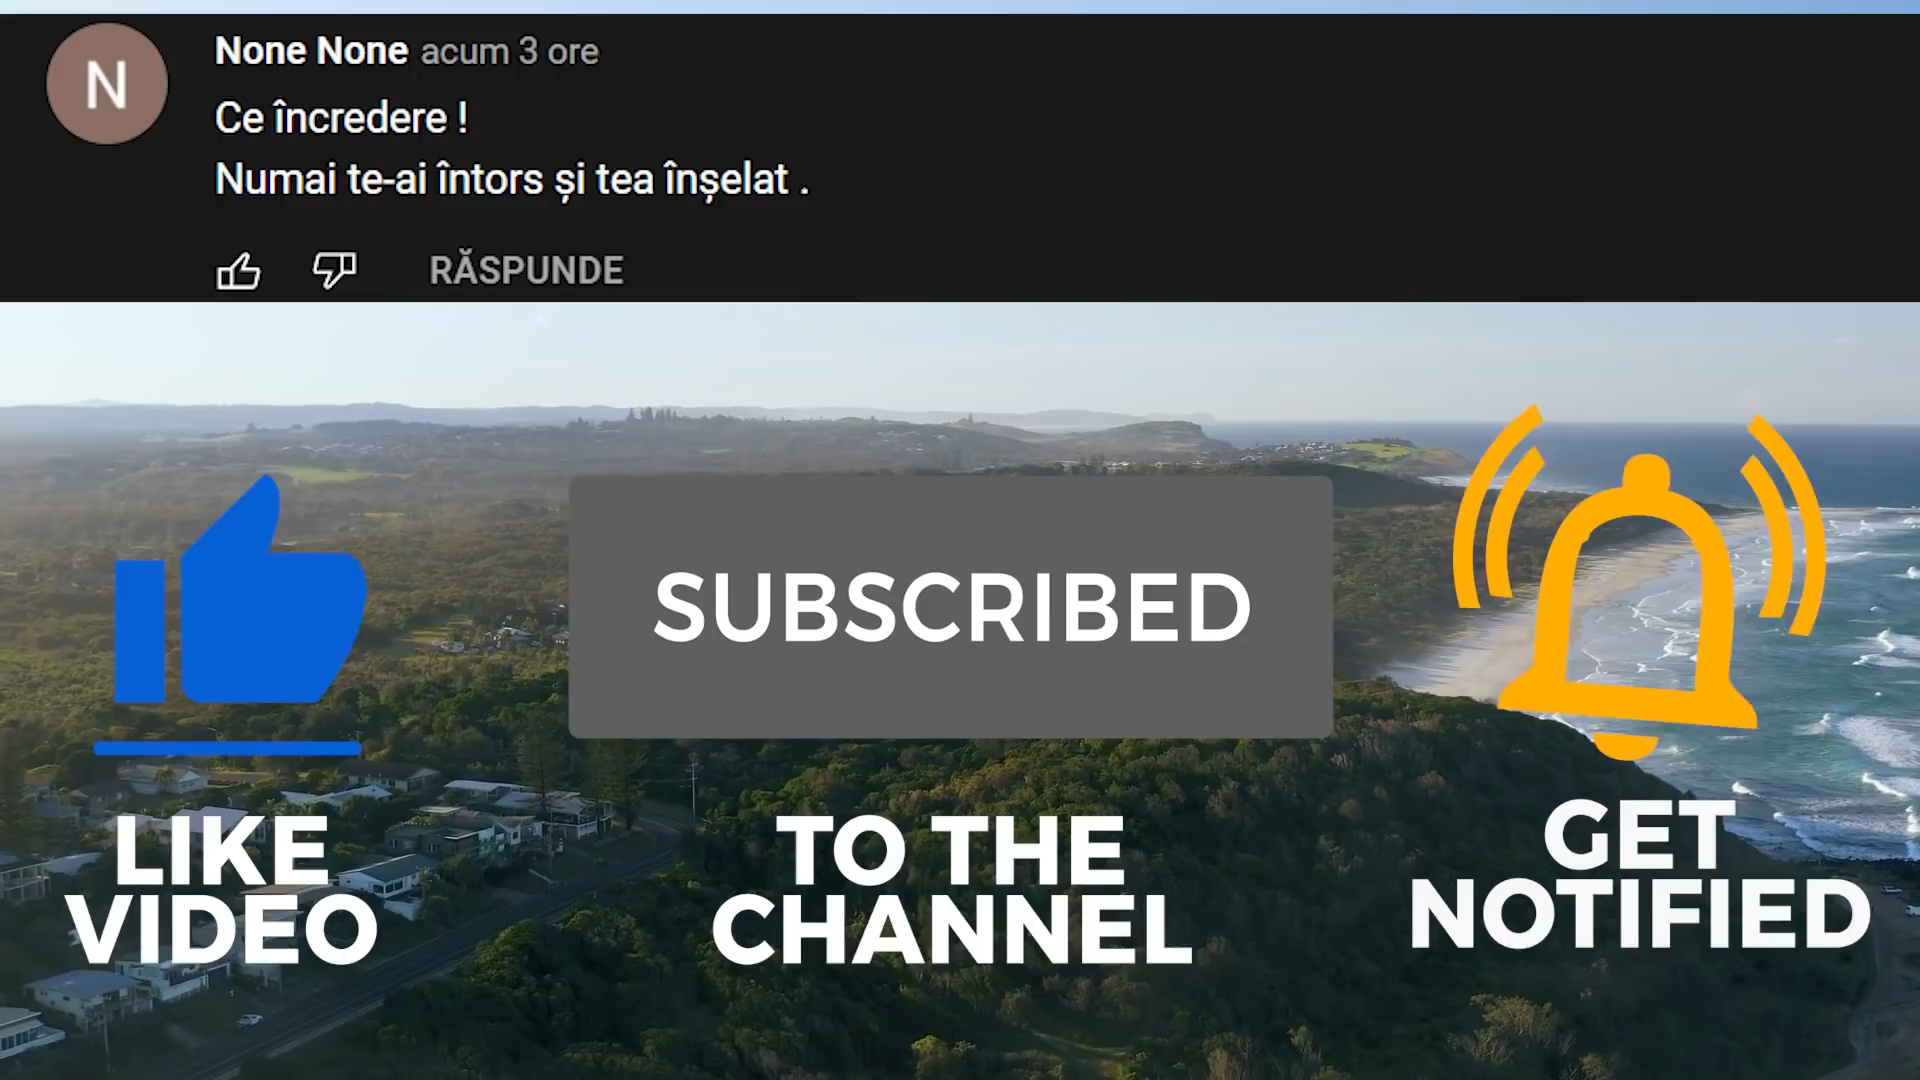 N
None None acum 3 ore
Ce încredere !
Numai te-ai întors și tea înșelat .
RĂSPUNDE
SUBSCRIBED
LIKE
VIDEO
TO THE
CHANNEL
GET
NOTIFIED